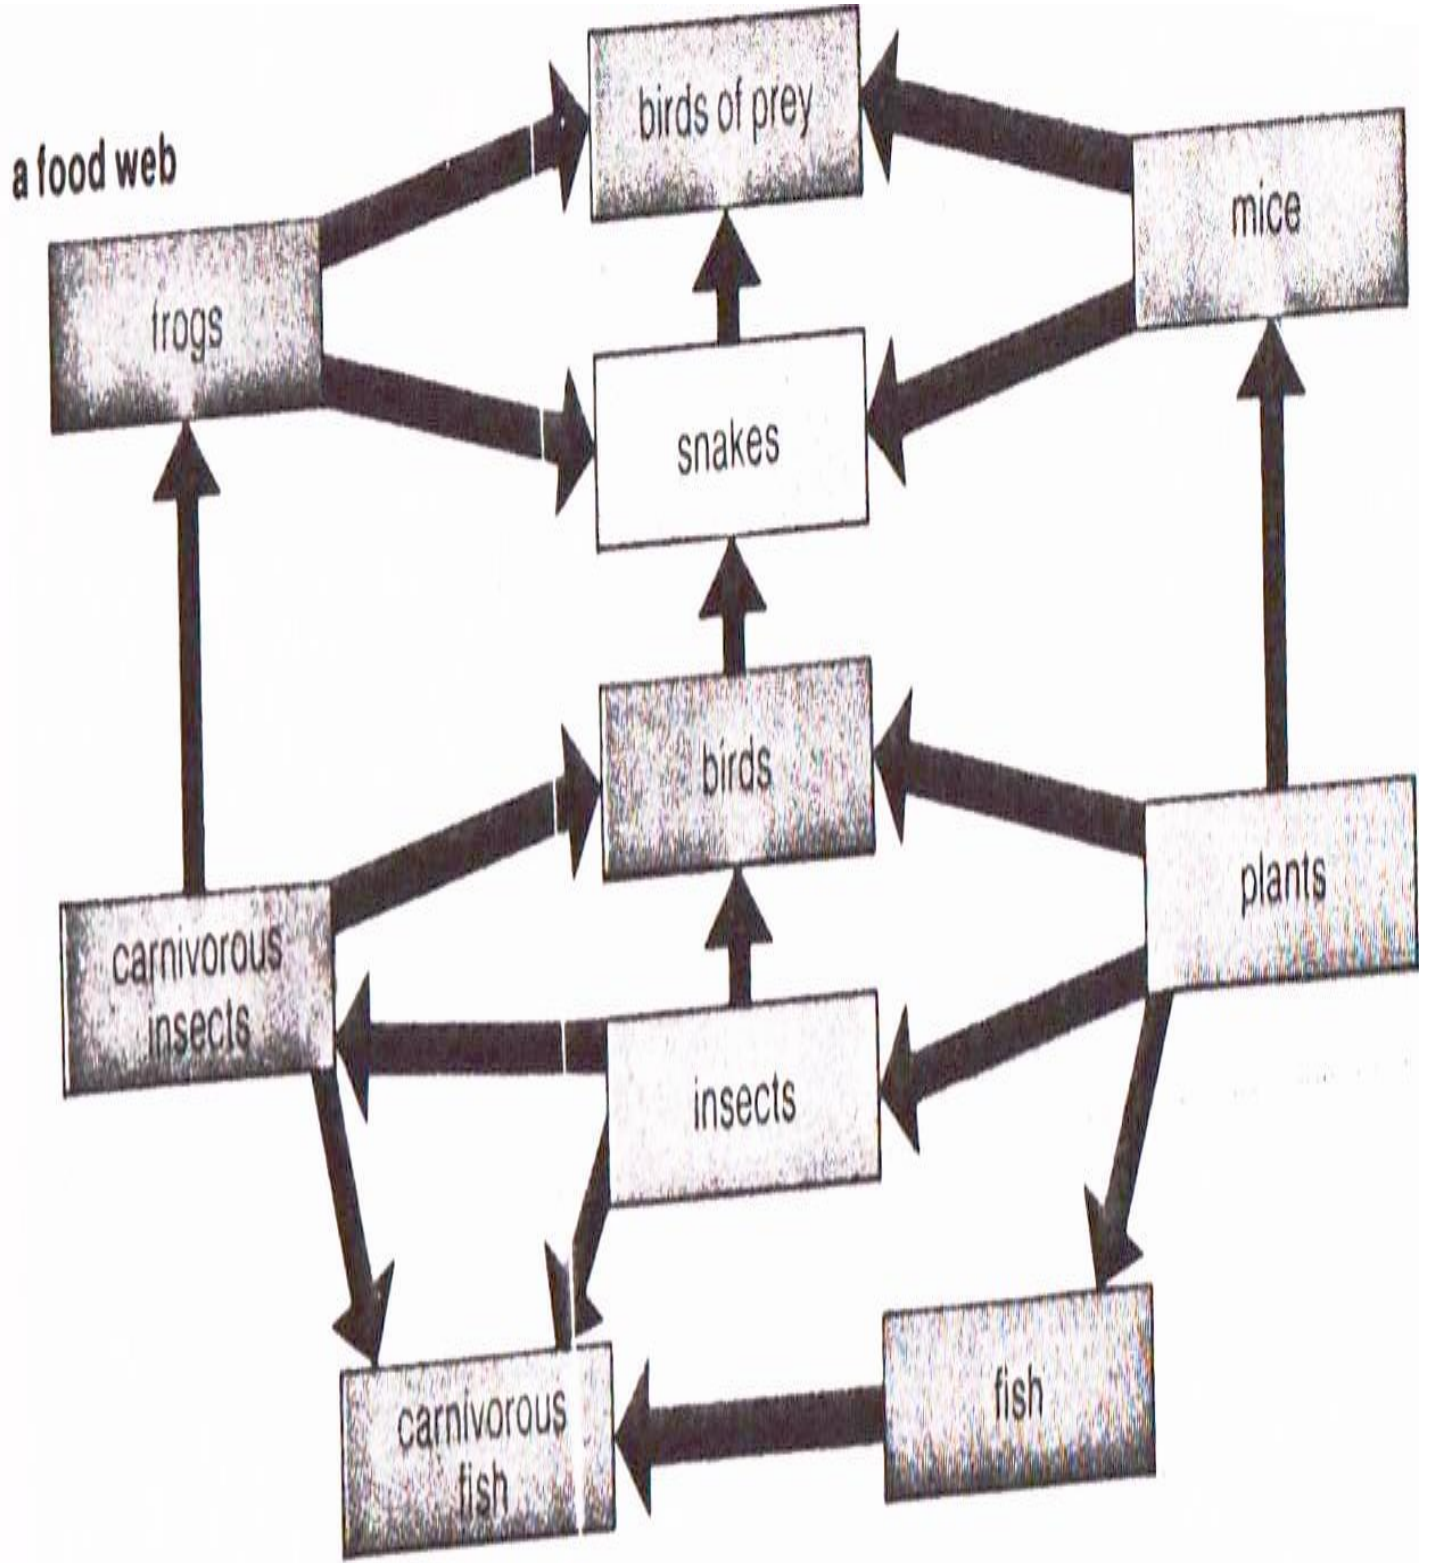 birds of prey
a food web
mice
frogs
snakes
birds
plants
carnivorous
insects
insects
fish
carnivorous
fish